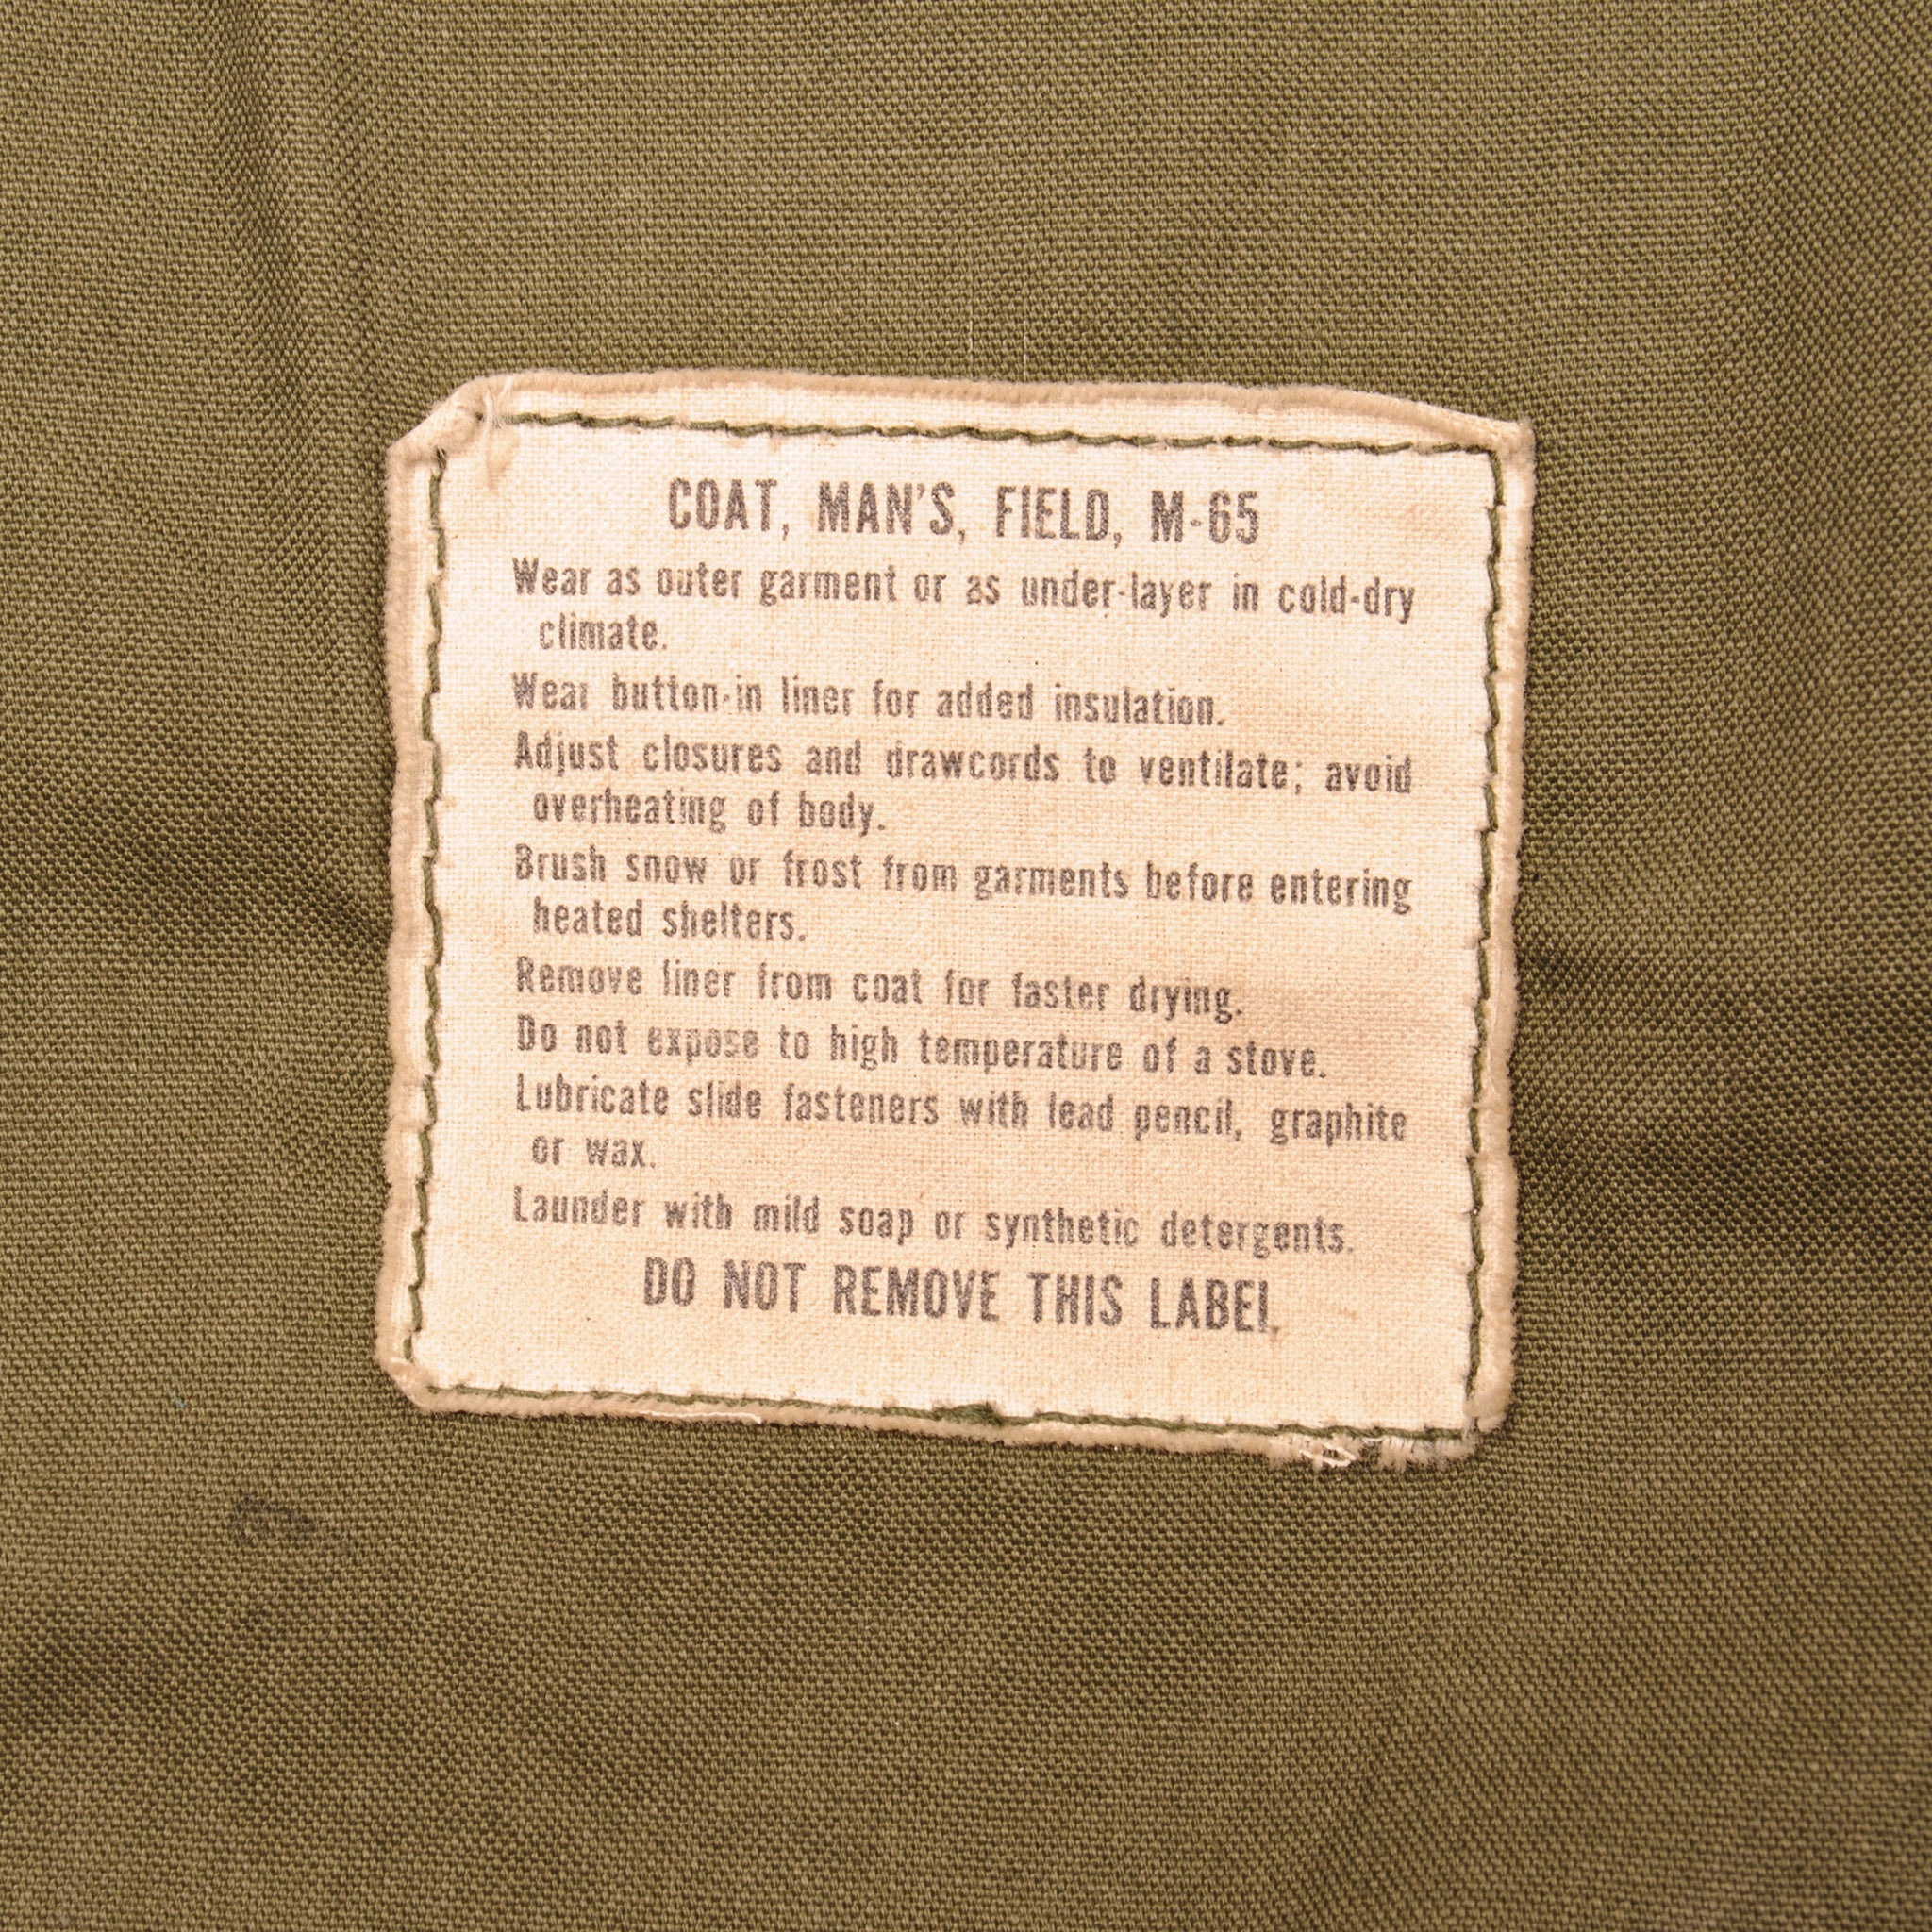 COAT, MAN'S, FIELD, M-65
Wear as outer garment or as under-layer in cold-dry
climate.
Wear button-in liner for added insulation.
Adjust closures and drawcords to ventilate; avoid
overheating of body.
Brush snow or frost from garments before entering
heated shelters.
Remove liner from coat for faster drying.
Do not expose to high temperature of a stove.
Lubricate slide fasteners with lead pencil, graphite
or wax.
Launder with mild soap or synthetic detergents.
DO NOT REMOVE THIS LABEL.